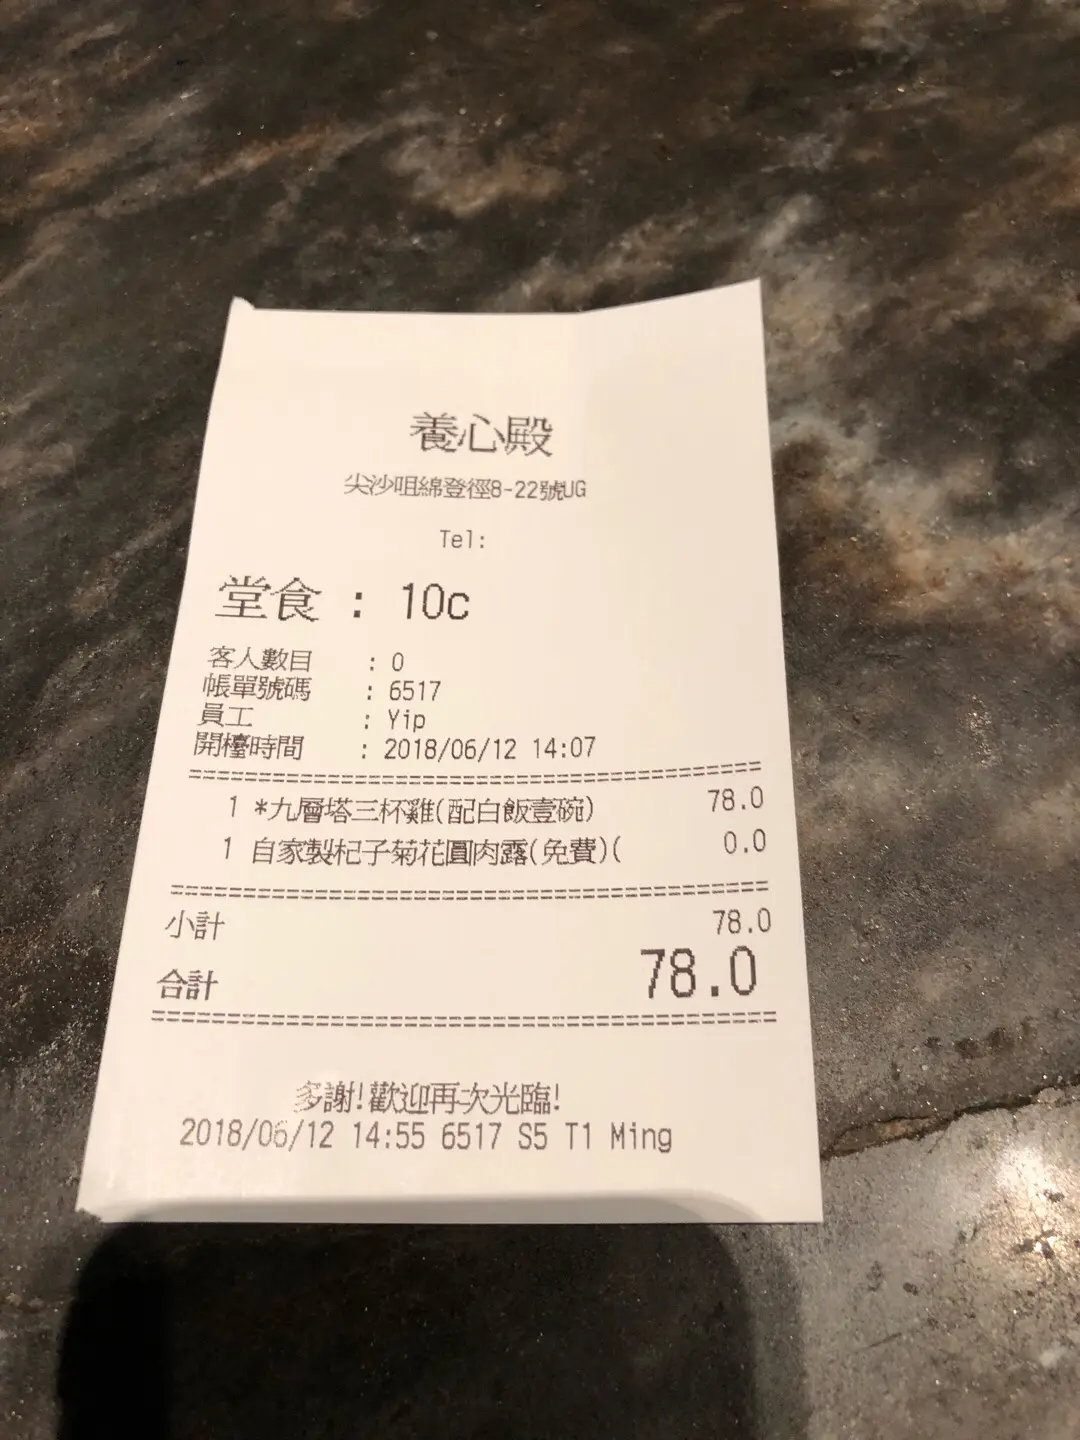 養心殿
尖沙咀綿登徑8-22號UG
Tel:
堂食 : 10c
客人數目 : 0
帳單號碼 : 6517
員工 : Yip
開檯時間 : 2018/06/12 14:07
1 *九層塔三杯雞(配白飯壹碗) 78.0
1 自家製杞子菊花圓肉露(免費)( 0.0
小計 78.0
合計 78.0
多謝!歡迎再次光臨!
2018/06/12 14:55 6517 S5 T1 Ming